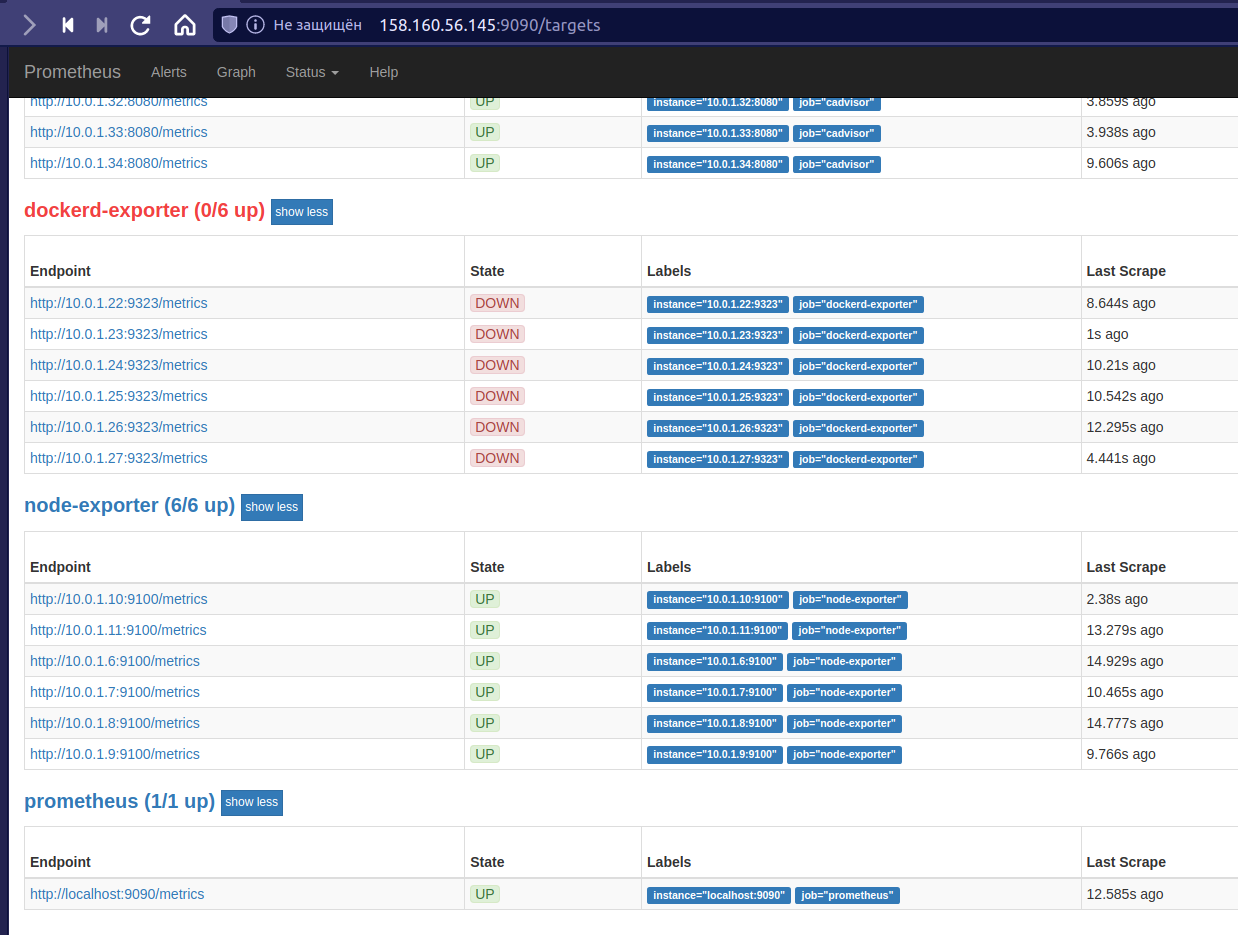 Не защищён 158.160.56.145:9090/targets
Prometheus Alerts Graph Status Help
http://10.0.1.32:8080/metrics UP instance="10.0.1.32:8080" job="cadvisor" 3.859s ago
http://10.0.1.33:8080/metrics UP instance="10.0.1.33:8080" job="cadvisor" 3.938s ago
http://10.0.1.34:8080/metrics UP instance="10.0.1.34:8080" job="cadvisor" 9.606s ago
dockerd-exporter (0/6 up) show less
Endpoint State Labels Last Scrape
http://10.0.1.22:9323/metrics DOWN instance="10.0.1.22:9323" job="dockerd-exporter" 8.644s ago
http://10.0.1.23:9323/metrics DOWN instance="10.0.1.23:9323" job="dockerd-exporter" 1s ago
http://10.0.1.24:9323/metrics DOWN instance="10.0.1.24:9323" job="dockerd-exporter" 10.21s ago
http://10.0.1.25:9323/metrics DOWN instance="10.0.1.25:9323" job="dockerd-exporter" 10.542s ago
http://10.0.1.26:9323/metrics DOWN instance="10.0.1.26:9323" job="dockerd-exporter" 12.295s ago
http://10.0.1.27:9323/metrics DOWN instance="10.0.1.27:9323" job="dockerd-exporter" 4.441s ago
node-exporter (6/6 up) show less
Endpoint State Labels Last Scrape
http://10.0.1.10:9100/metrics UP instance="10.0.1.10:9100" job="node-exporter" 2.38s ago
http://10.0.1.11:9100/metrics UP instance="10.0.1.11:9100" job="node-exporter" 13.279s ago
http://10.0.1.6:9100/metrics UP instance="10.0.1.6:9100" job="node-exporter" 14.929s ago
http://10.0.1.7:9100/metrics UP instance="10.0.1.7:9100" job="node-exporter" 10.465s ago
http://10.0.1.8:9100/metrics UP instance="10.0.1.8:9100" job="node-exporter" 14.777s ago
http://10.0.1.9:9100/metrics UP instance="10.0.1.9:9100" job="node-exporter" 9.766s ago
prometheus (1/1 up) show less
Endpoint State Labels Last Scrape
http://localhost:9090/metrics UP instance="localhost:9090" job="prometheus" 12.585s ago